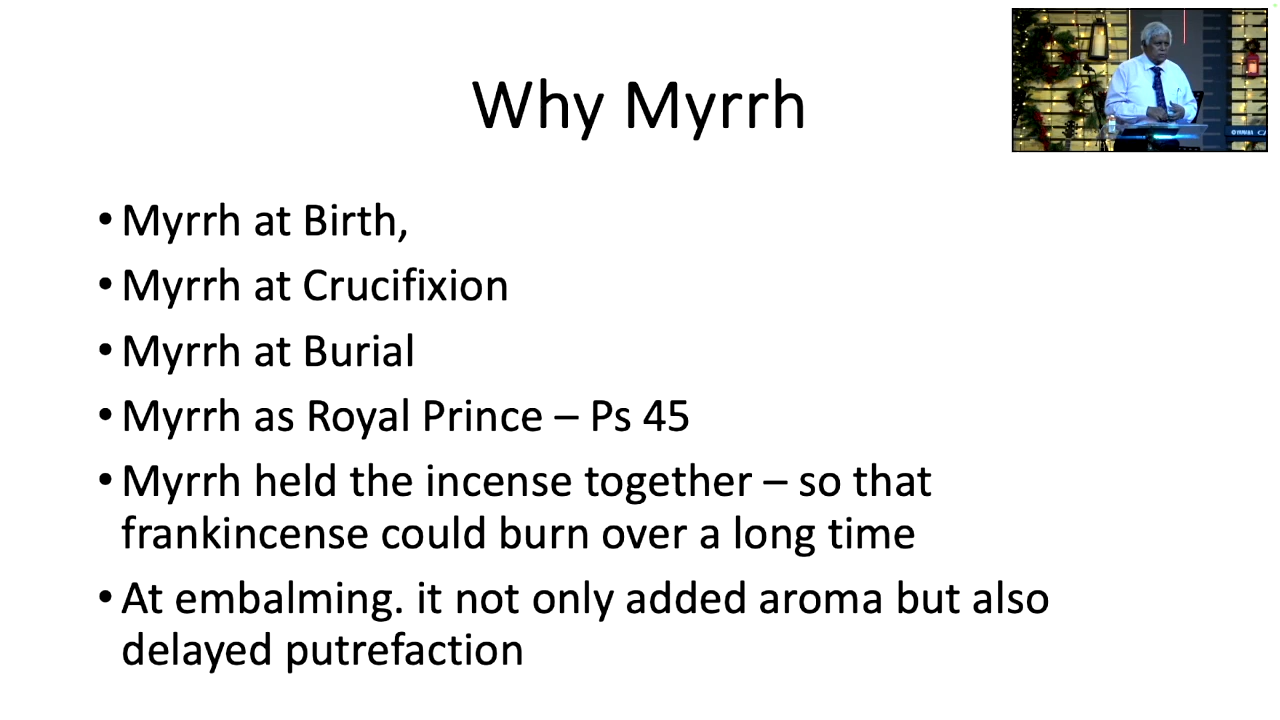 Why Myrrh
• Myrrh at Birth,
• Myrrh at Crucifixion
• Myrrh at Burial
• Myrrh as Royal Prince – Ps 45
• Myrrh held the incense together – so that
frankincense could burn over a long time
• At embalming. it not only added aroma but also
delayed putrefaction
YAMAHA